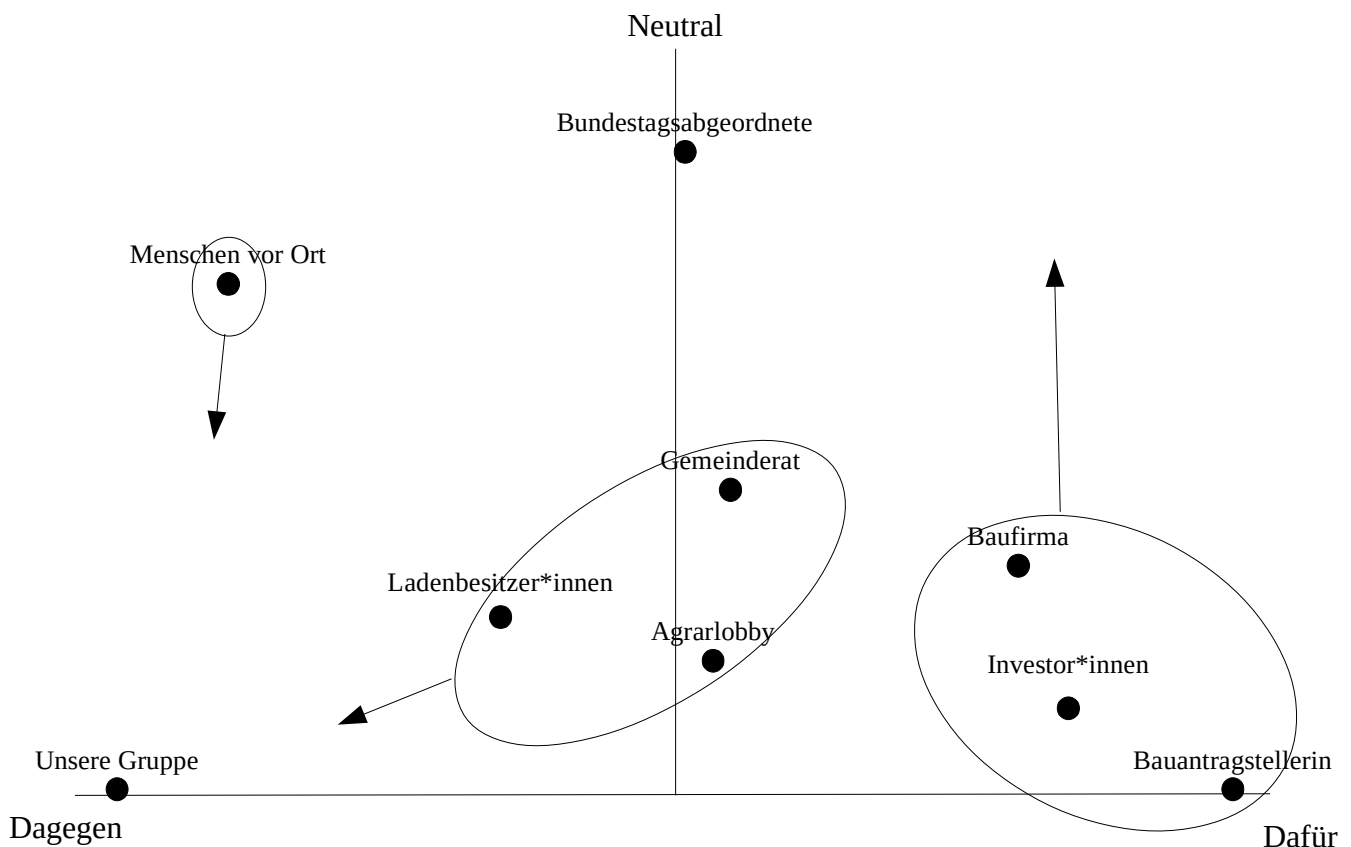 Neutral
Bundestagsabgeordnete
Menschen vor Ort
Gemeinderat
Baufirma
Ladenbesitzer*innen
Agrarlobby
Investor*innen
Unsere Gruppe
Bauantragstellerin
Dagegen
Dafür